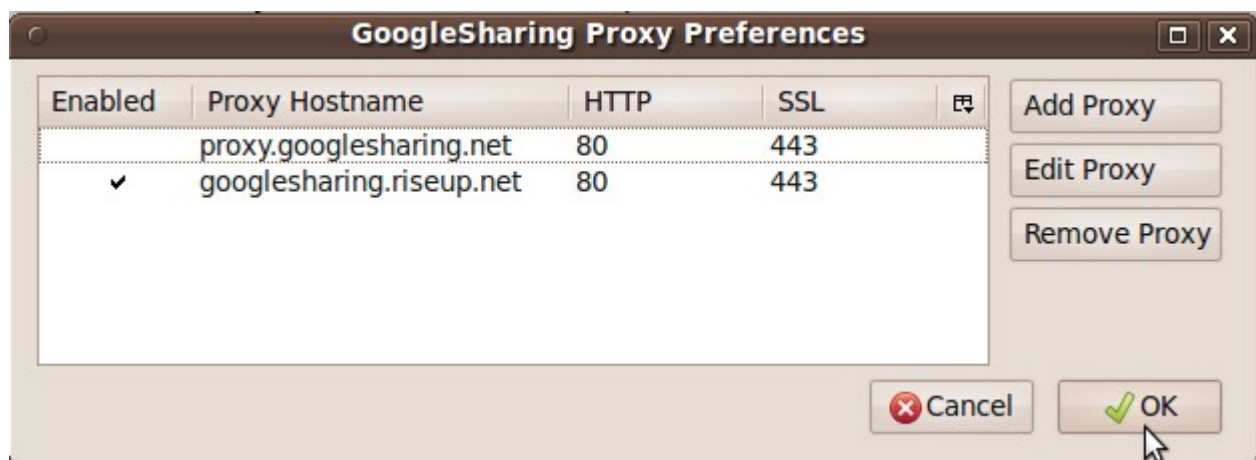 GoogleSharing Proxy Preferences
Enabled Proxy Hostname HTTP SSL
proxy.googlesharing.net 80 443
googlesharing.riseup.net 80 443
Add Proxy
Edit Proxy
Remove Proxy
Cancel OK